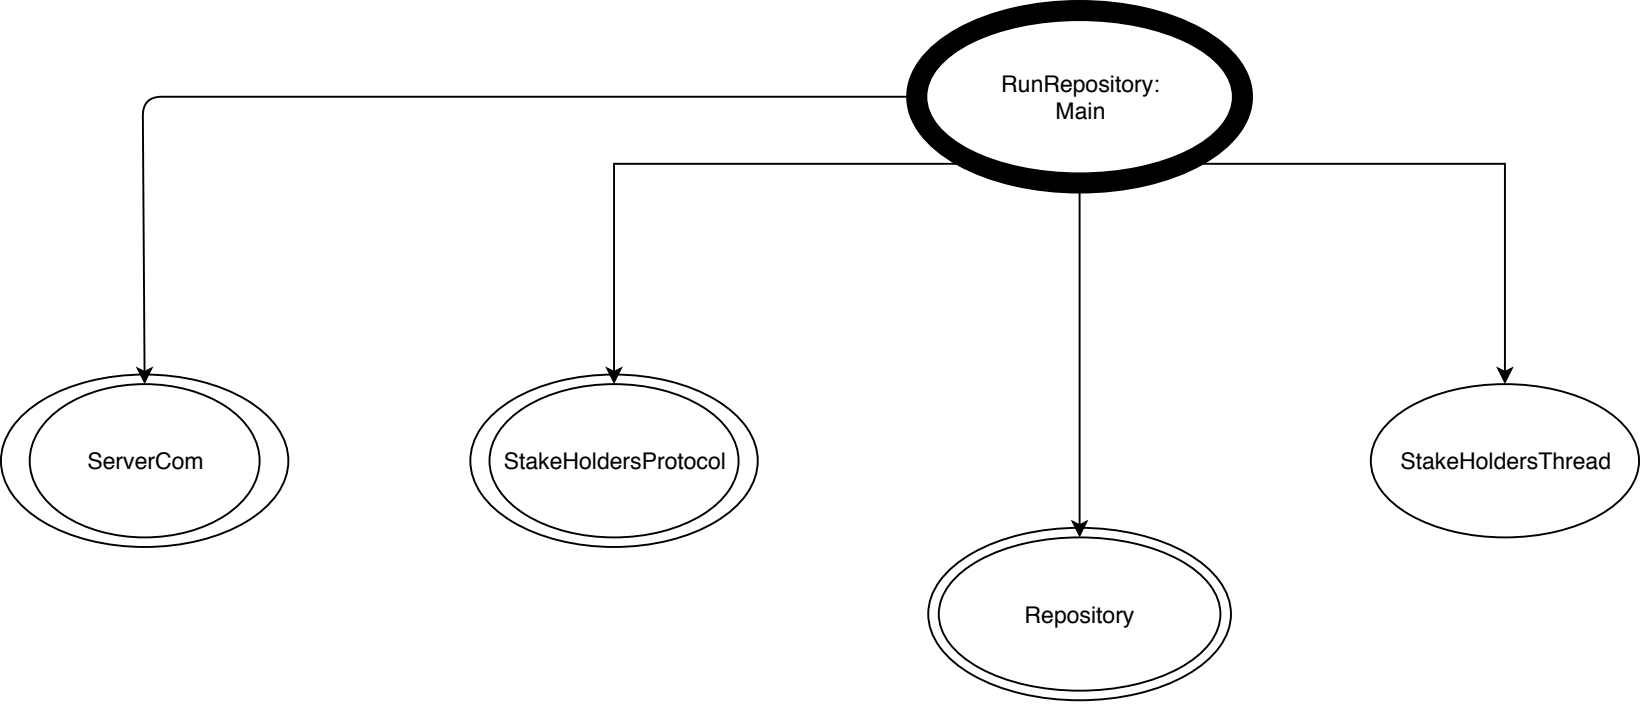 RunRepository:
Main
ServerCom
StakeHoldersProtocol
StakeHoldersThread
Repository